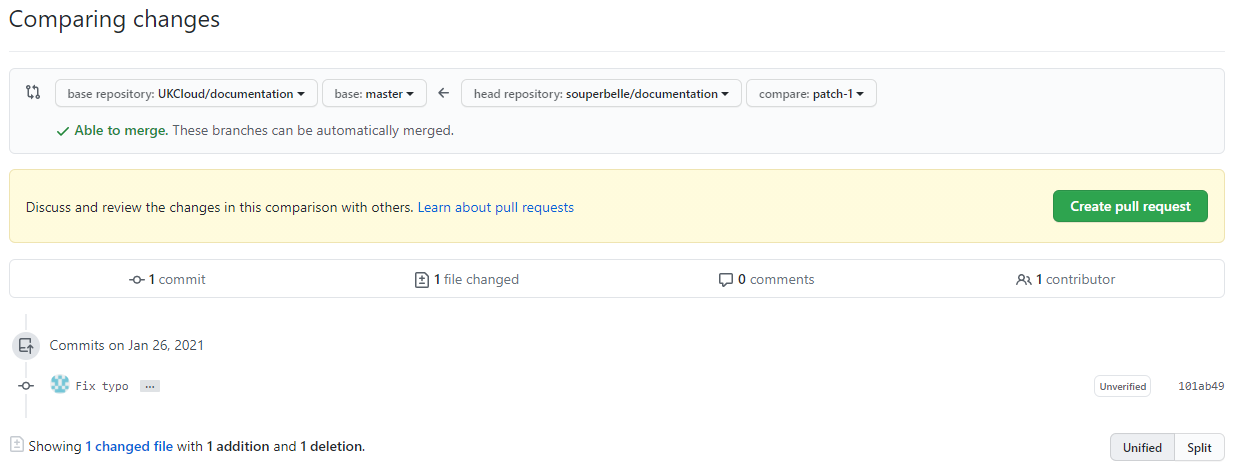 Comparing changes
base repository: UKCloud/documentation base: master head repository: souperbelle/documentation compare: patch-1
Able to merge. These branches can be automatically merged.
Discuss and review the changes in this comparison with others. Learn about pull requests Create pull request
1 commit 1 file changed 0 comments 1 contributor
Commits on Jan 26, 2021
Fix typo ... Unverified 101ab49
Showing 1 changed file with 1 addition and 1 deletion. Unified Split